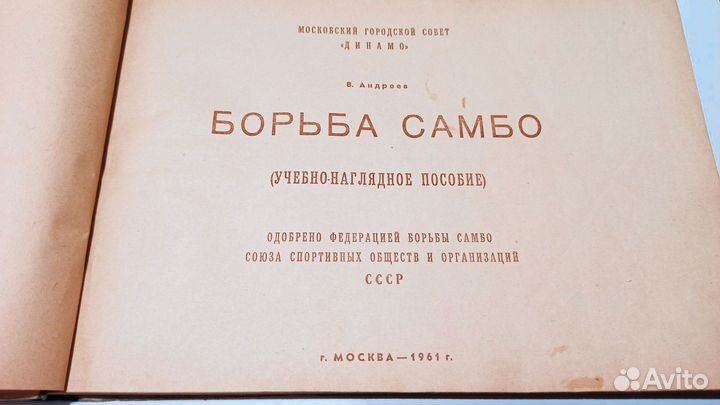 МОСКОВСКИЙ ГОРОДСКОЙ СОВЕТ
«ДИНАМО»
В. Андреев
БОРЬБА САМБО
(УЧЕБНО-НАГЛЯДНОЕ ПОСОБИЕ)
ОДОБРЕНО ФЕДЕРАЦИЕЙ БОРЬБЫ САМБО
СОЮЗА СПОРТИВНЫХ ОБЩЕСТВ И ОРГАНИЗАЦИЙ
СССР
г. МОСКВА—1961 г.
Avito